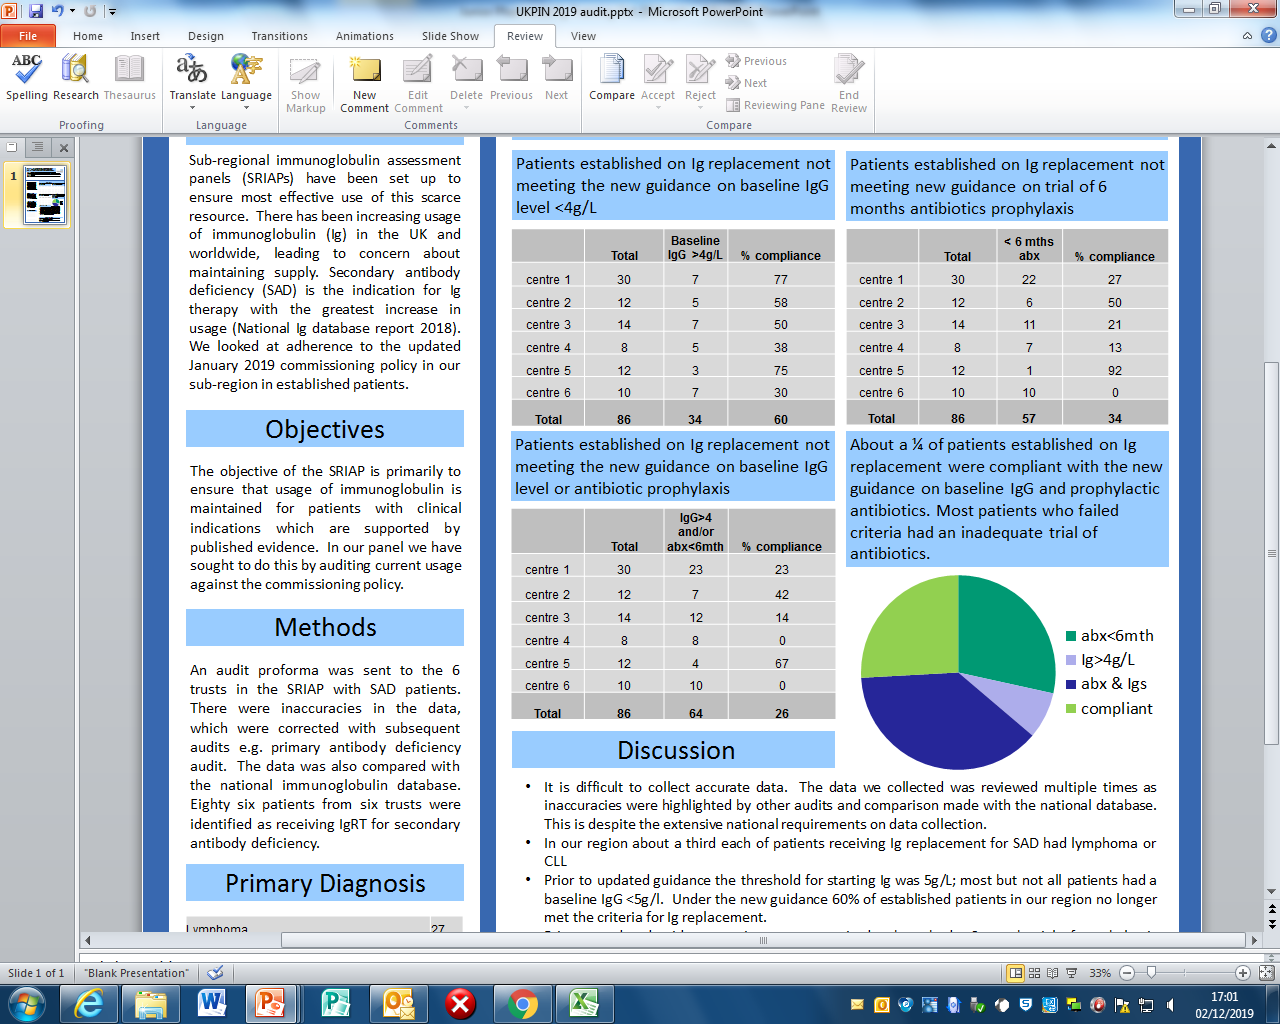 UKPIN 2019 audit.pptx - Microsoft PowerPoint
File Home Insert Design Transitions Animations Slide Show Review View
ABC
Spelling Research Thesaurus
Proofing
Translate Language
Language
Show Markup
New Comment
Edit Comment
Delete Previous Next
Comments
Compare Accept Reject
Previous
Next
Reviewing Pane
End Review
Compare
1
Sub-regional immunoglobulin assessment
panels (SRIAPs) have been set up to
ensure most effective use of this scarce
resource. There has been increasing usage
of immunoglobulin (Ig) in the UK and
worldwide, leading to concern about
maintaining supply. Secondary antibody
deficiency (SAD) is the indication for Ig
therapy with the greatest increase in
usage (National Ig database report 2018).
We looked at adherence to the updated
January 2019 commissioning policy in our
sub-region in established patients.
Objectives
The objective of the SRIAP is primarily to
ensure that usage of immunoglobulin is
maintained for patients with clinical
indications which are supported by
published evidence. In our panel we have
sought to do this by auditing current usage
against the commissioning policy.
Methods
An audit proforma was sent to the 6
trusts in the SRIAP with SAD patients.
There were inaccuracies in the data,
which were corrected with subsequent
audits e.g. primary antibody deficiency
audit. The data was also compared with
the national immunoglobulin database.
Eighty six patients from six trusts were
identified as receiving IgRT for secondary
antibody deficiency.
Primary Diagnosis
Lymphoma 27
Patients established on Ig replacement not
meeting the new guidance on baseline IgG
level <4g/L
Total Baseline IgG >4g/L % compliance
centre 1 30 7 77
centre 2 12 5 58
centre 3 14 7 50
centre 4 8 5 38
centre 5 12 3 75
centre 6 10 7 30
Total 86 34 60
Patients established on Ig replacement not
meeting new guidance on trial of 6
months antibiotics prophylaxis
Total < 6 mths abx % compliance
centre 1 30 22 27
centre 2 12 6 50
centre 3 14 11 21
centre 4 8 7 13
centre 5 12 1 92
centre 6 10 10 0
Total 86 57 34
Patients established on Ig replacement not
meeting the new guidance on baseline IgG
level or antibiotic prophylaxis
Total IgG>4 and/or abx<6mth % compliance
centre 1 30 23 23
centre 2 12 7 42
centre 3 14 12 14
centre 4 8 8 0
centre 5 12 4 67
centre 6 10 10 0
Total 86 64 26
About a ¼ of patients established on Ig
replacement were compliant with the new
guidance on baseline IgG and prophylactic
antibiotics. Most patients who failed
criteria had an inadequate trial of
antibiotics.
abx<6mth
Ig>4g/L
abx & Igs
compliant
Discussion
• It is difficult to collect accurate data. The data we collected was reviewed multiple times as
inaccuracies were highlighted by other audits and comparison made with the national database.
This is despite the extensive national requirements on data collection.
• In our region about a third each of patients receiving Ig replacement for SAD had lymphoma or
CLL
• Prior to updated guidance the threshold for starting Ig was 5g/L; most but not all patients had a
baseline IgG <5g/l. Under the new guidance 60% of established patients in our region no longer
met the criteria for Ig replacement.
Slide 1 of 1 "Blank Presentation" 33%
17:01
02/12/2019